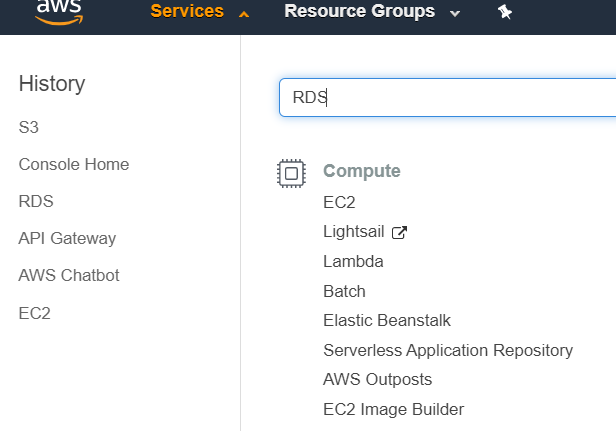 aws
Services
Resource Groups
History
S3
Console Home
RDS
API Gateway
AWS Chatbot
EC2
RDS
Compute
EC2
Lightsail
Lambda
Batch
Elastic Beanstalk
Serverless Application Repository
AWS Outposts
EC2 Image Builder